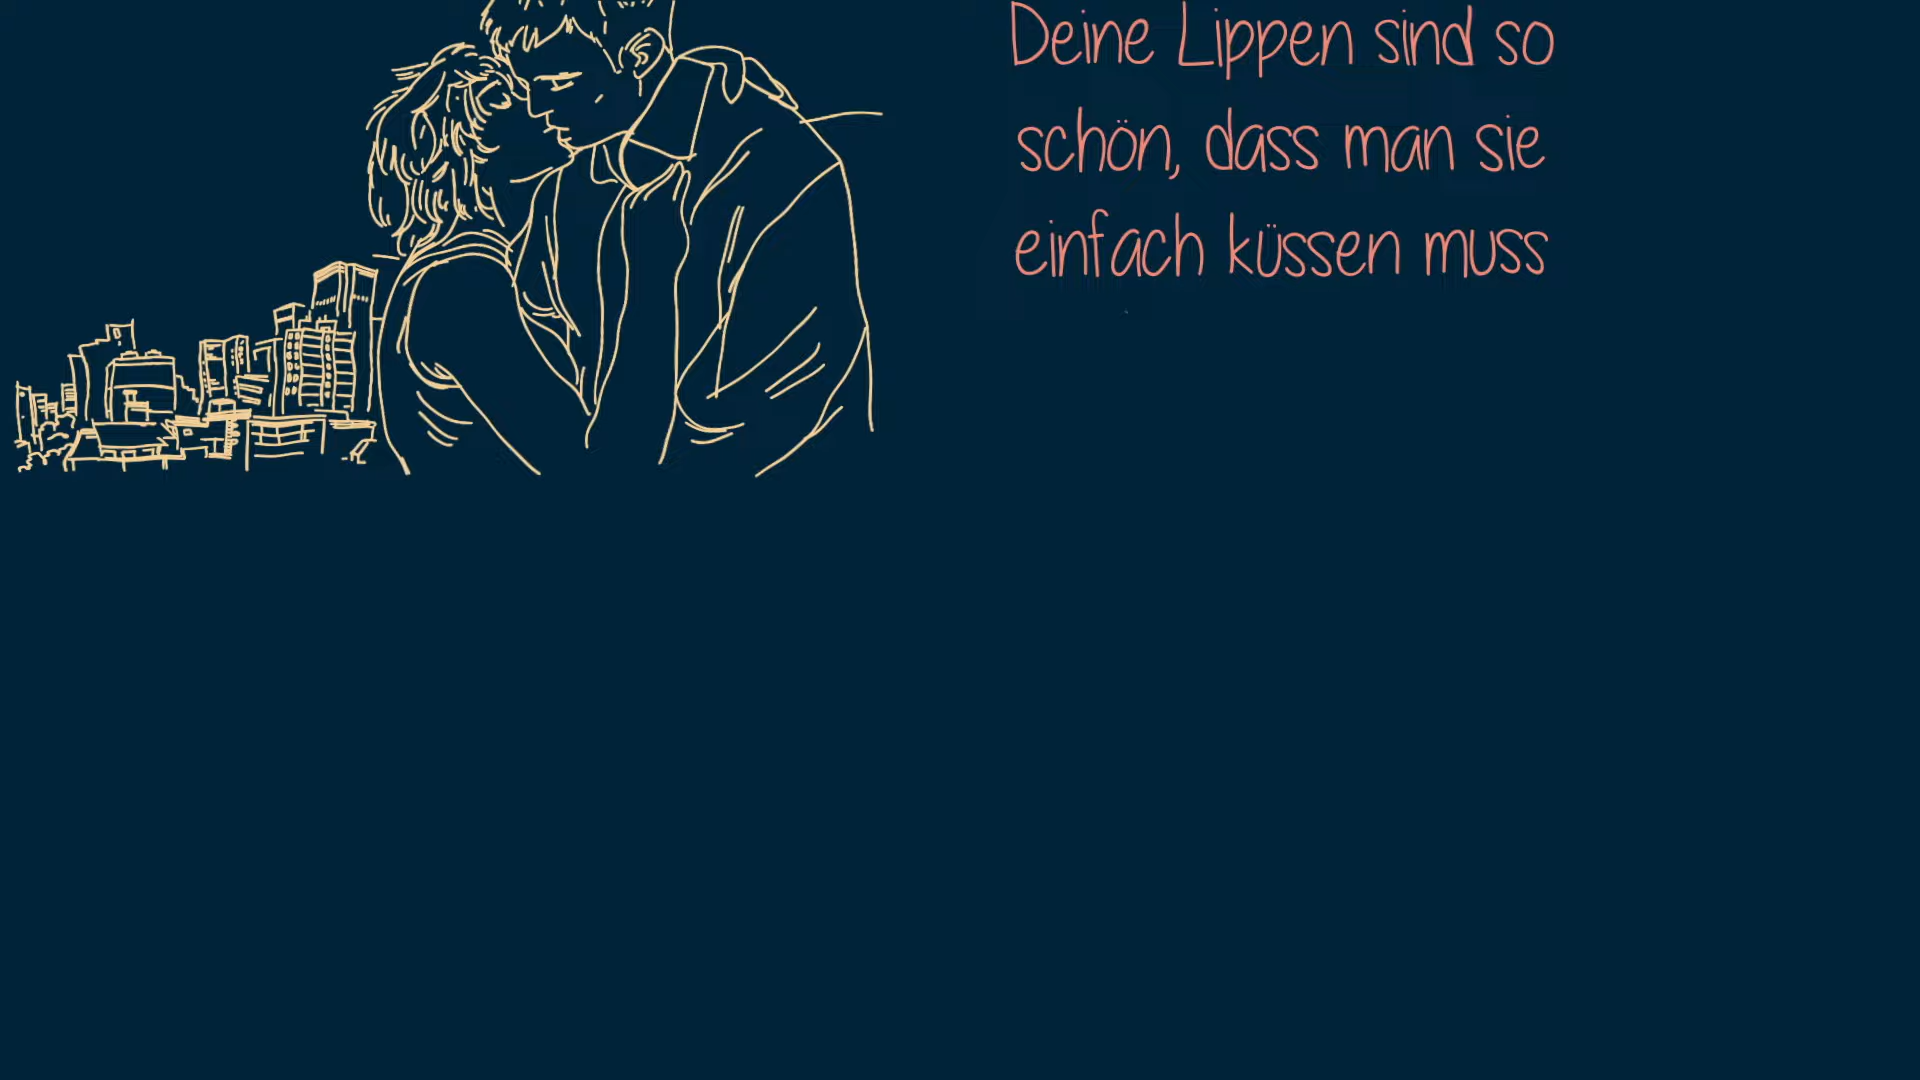 Deine Lippen sind so
schön, dass man sie
einfach küssen muss